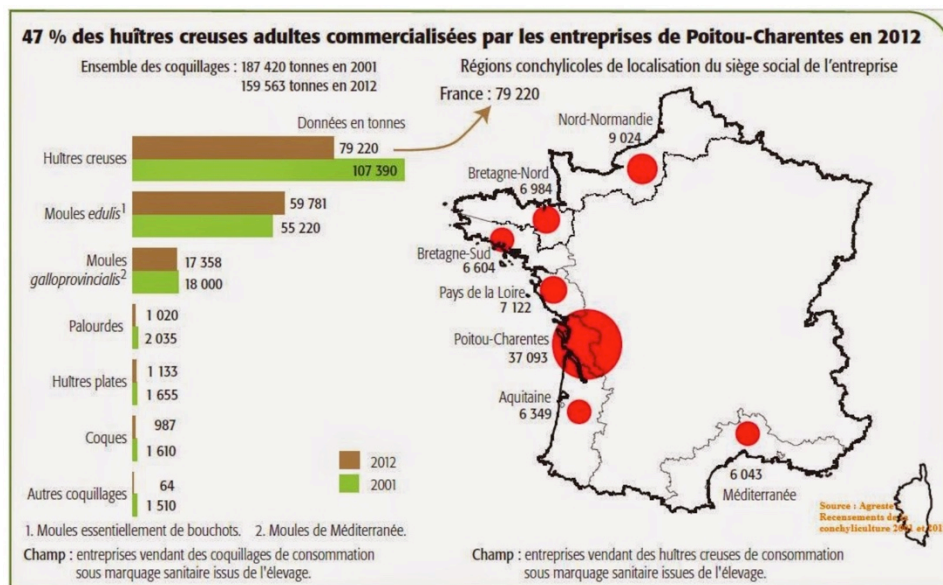 47 % des huîtres creuses adultes commercialisées par les entreprises de Poitou-Charentes en 2012
Ensemble des coquillages : 187 420 tonnes en 2001
159 563 tonnes en 2012
Données en tonnes
Huîtres creuses
79 220
107 390
Moules edulis¹
59 781
55 220
Moules
galloprovincialis²
17 358
18 000
Palourdes
1 020
2 035
Huîtres plates
1 133
1 655
Coques
987
1 610
Autres coquillages
64
1 510
2012
2001
1. Moules essentiellement de bouchots. 2. Moules de Méditerranée.
Champ : entreprises vendant des coquillages de consommation
sous marquage sanitaire issus de l'élevage.
Régions conchylicoles de localisation du siège social de l'entreprise
France : 79 220
Nord-Normandie
9 024
Bretagne-Nord
6 984
Bretagne-Sud
6 604
Pays de la Loire
7 122
Poitou-Charentes
37 093
Aquitaine
6 349
6 043
Méditerranée
Source : Agreste
Recensements de la
conchyliculture et
Champ : entreprises vendant des huîtres creuses de consommation
sous marquage sanitaire issues de l'élevage.